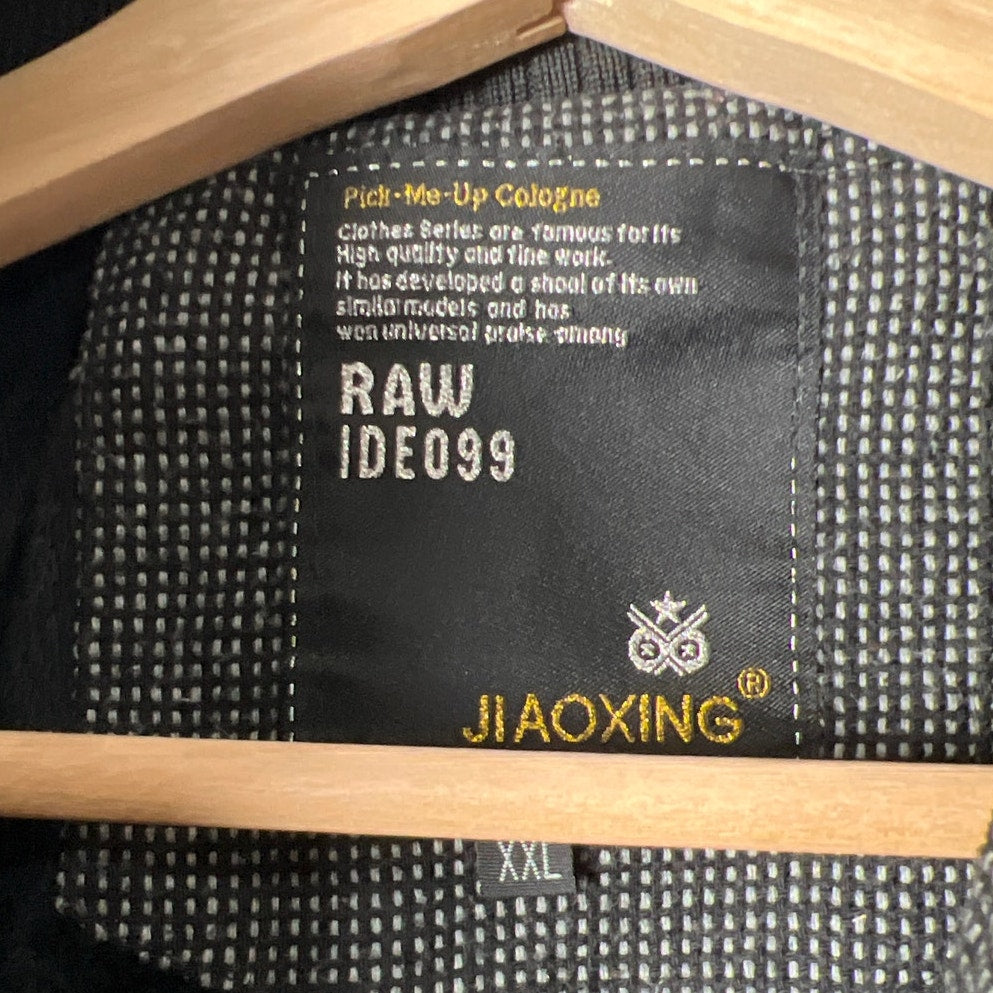 Pick-Me-Up Cologne
Clothes Series are famous for its
High quality and fine work.
It has developed a shool of its own
similar models and has
won universal praise among
RAW
IDE099
JIAOXING®
XXL